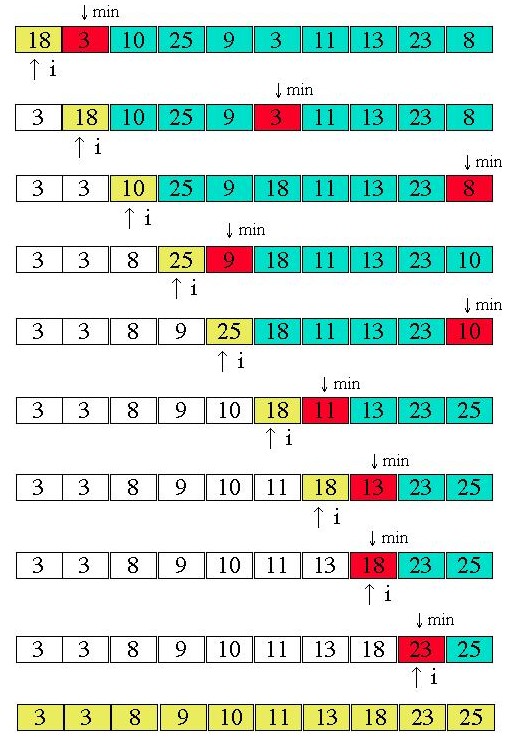 ↓ min
18 3 10 25 9 3 11 13 23 8
↑ i
↓ min
3 18 10 25 9 3 11 13 23 8
↑ i
↓ min
3 3 10 25 9 18 11 13 23 8
↑ i
↓ min
3 3 8 25 9 18 11 13 23 10
↑ i
↓ min
3 3 8 9 25 18 11 13 23 10
↑ i
↓ min
3 3 8 9 10 18 11 13 23 25
↑ i
↓ min
3 3 8 9 10 11 18 13 23 25
↑ i
↓ min
3 3 8 9 10 11 13 18 23 25
↑ i
↓ min
3 3 8 9 10 11 13 18 23 25
↑ i
3 3 8 9 10 11 13 18 23 25